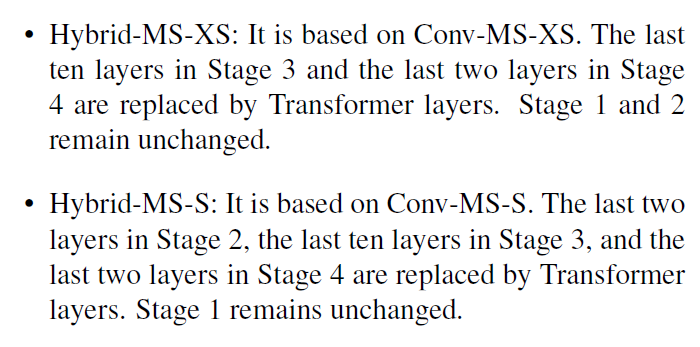 • Hybrid-MS-XS: It is based on Conv-MS-XS. The last
ten layers in Stage 3 and the last two layers in Stage
4 are replaced by Transformer layers. Stage 1 and 2
remain unchanged.
• Hybrid-MS-S: It is based on Conv-MS-S. The last two
layers in Stage 2, the last ten layers in Stage 3, and the
last two layers in Stage 4 are replaced by Transformer
layers. Stage 1 remains unchanged.